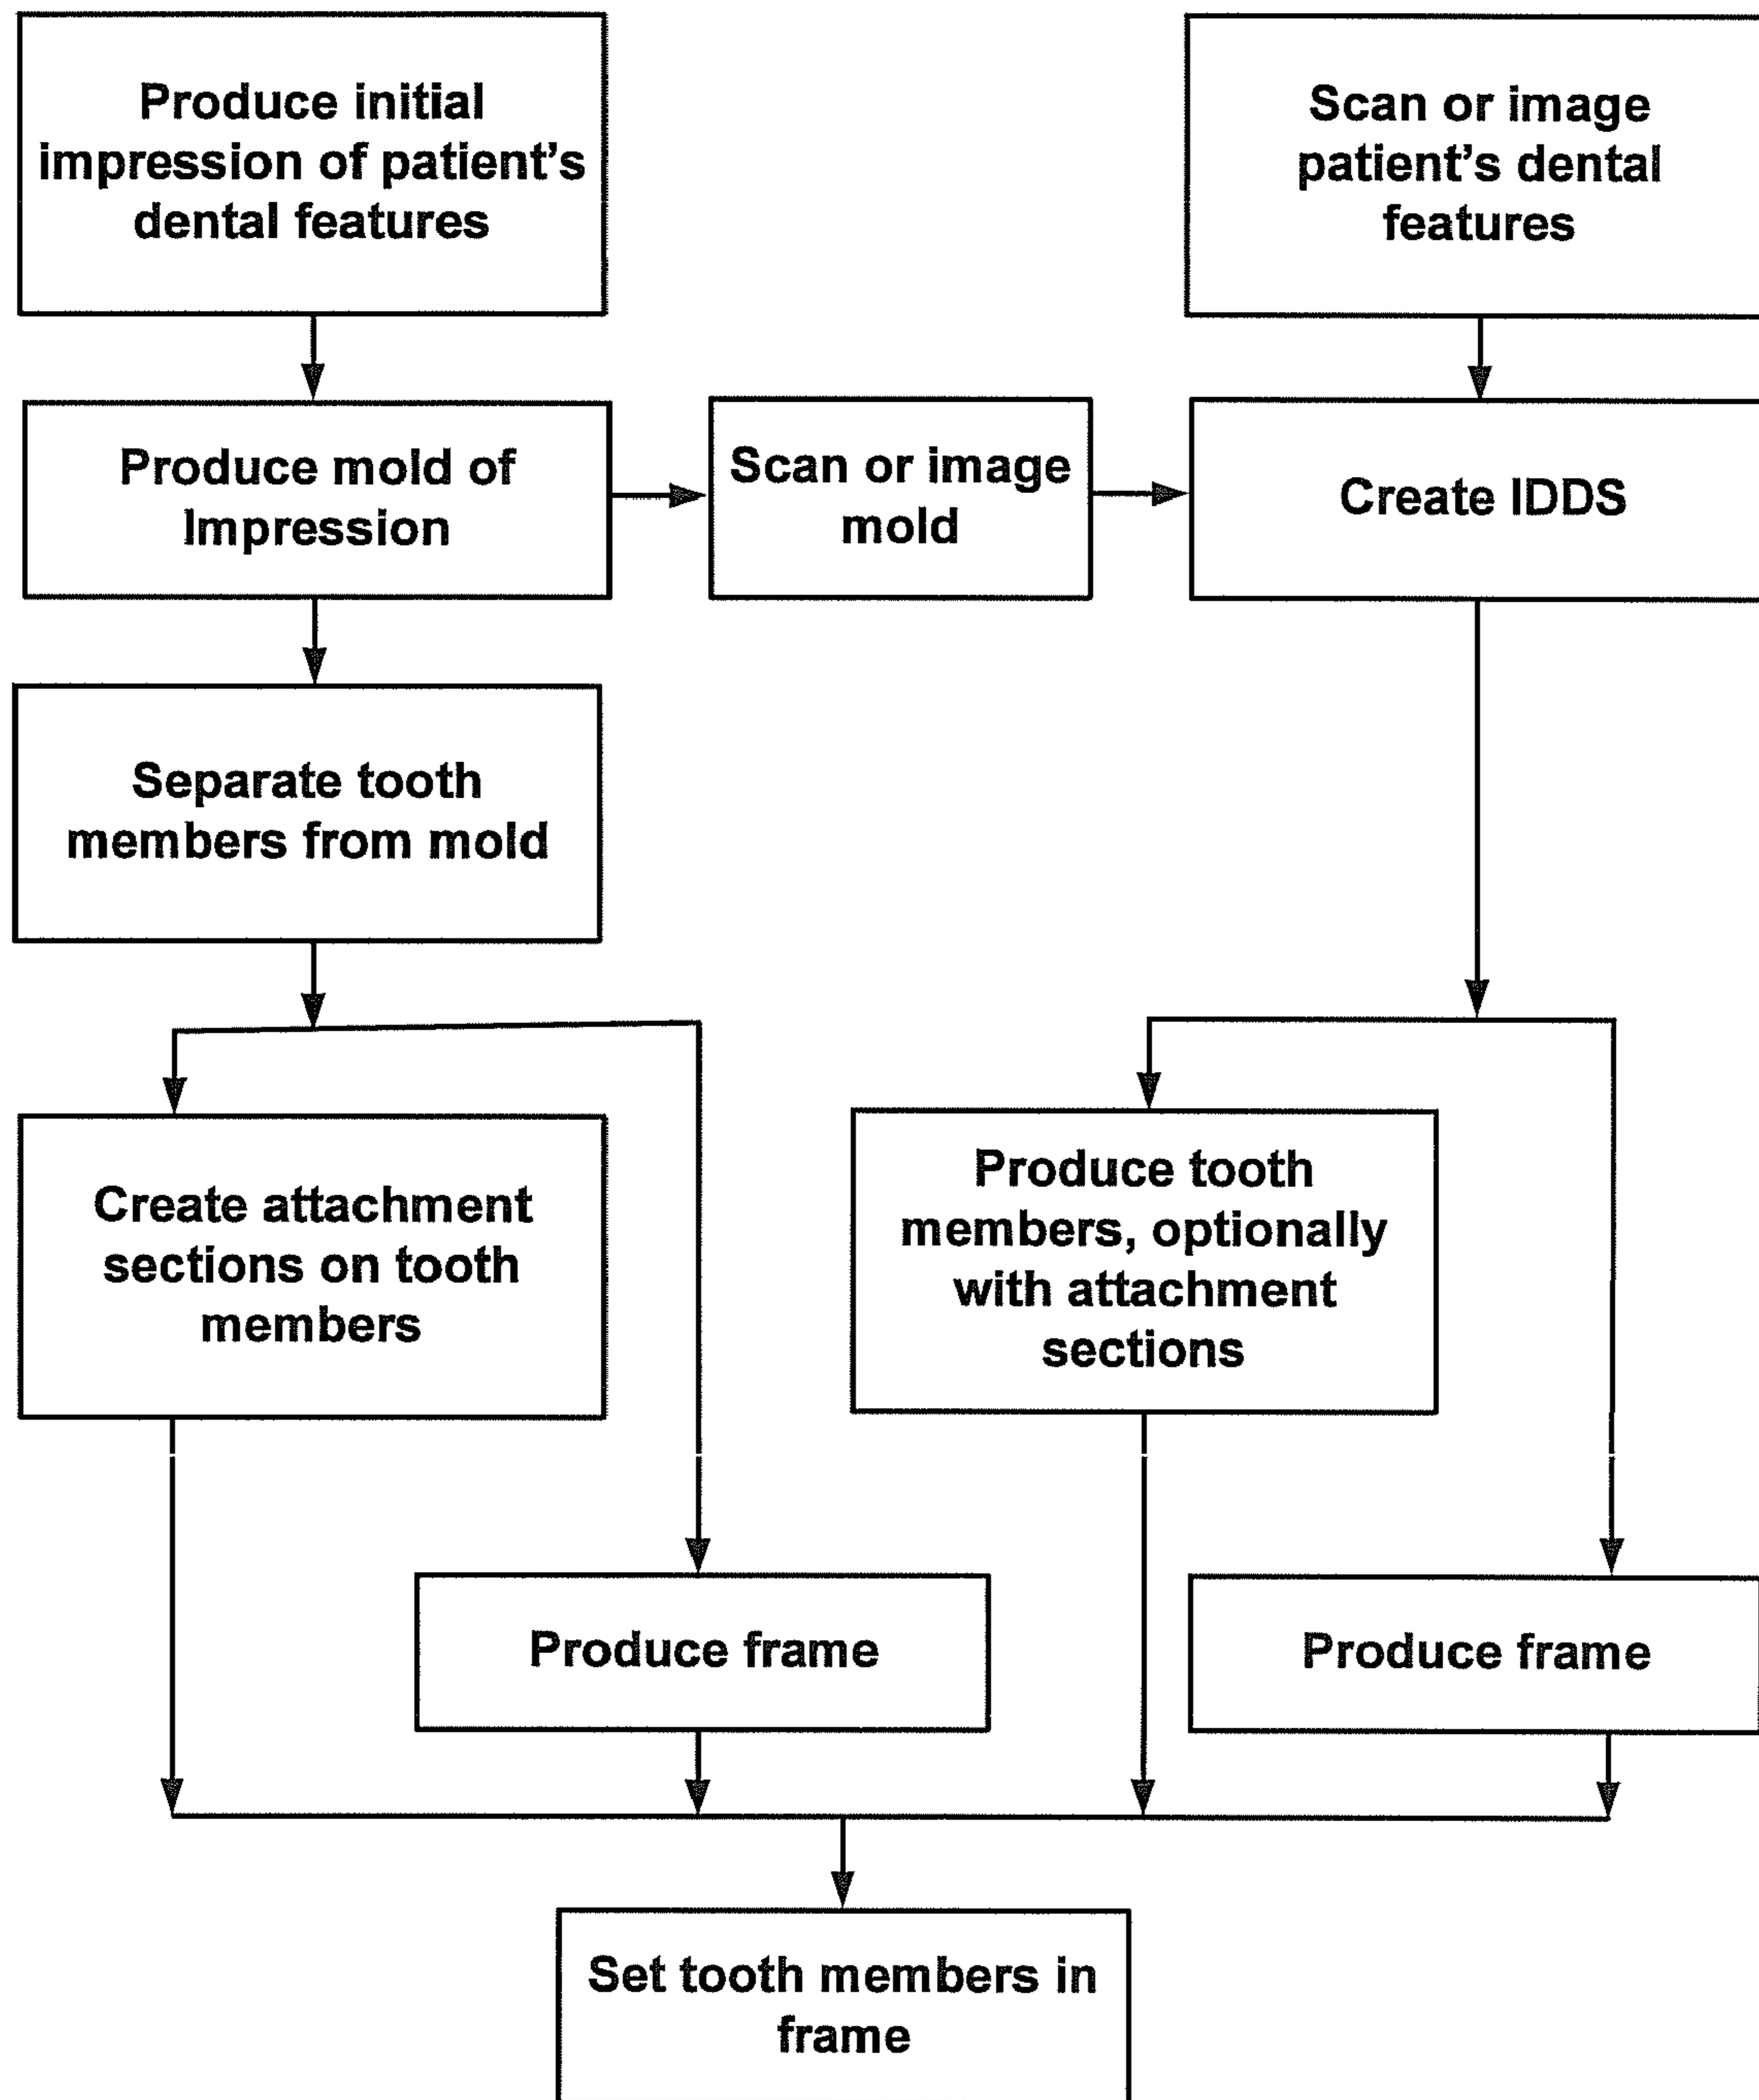 Produce initial
impression of patient's
dental features
Scan or image
patient's dental
features
Produce mold of
Impression
Scan or image
mold
Create IDDS
Separate tooth
members from mold
Create attachment
sections on tooth
members
Produce tooth
members, optionally
with attachment
sections
Produce frame
Produce frame
Set tooth members in
frame